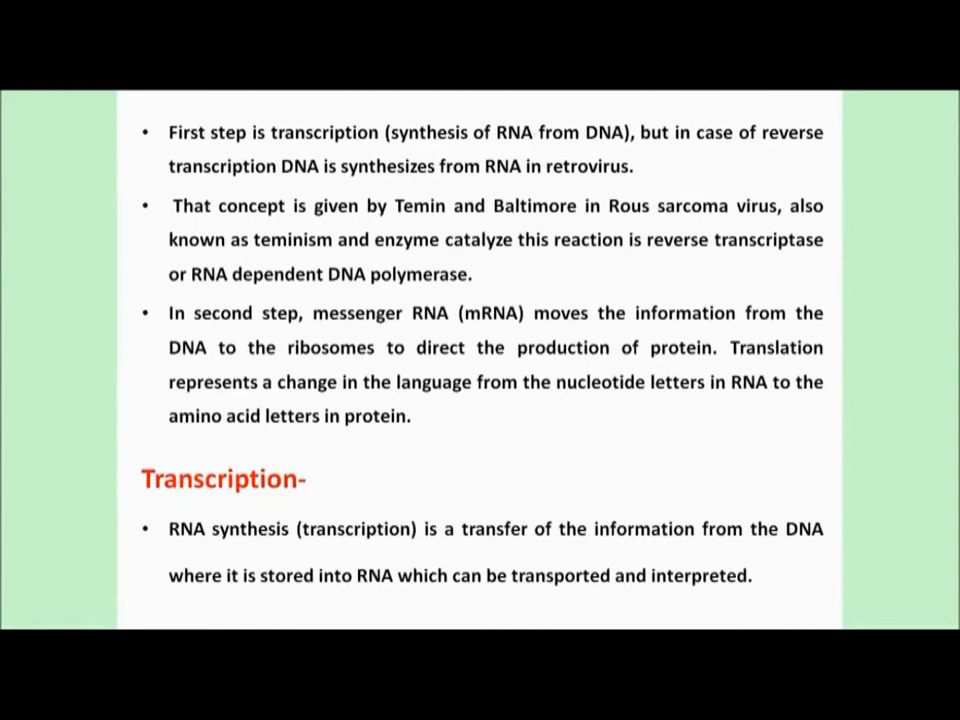 • First step is transcription (synthesis of RNA from DNA), but in case of reverse
transcription DNA is synthesizes from RNA in retrovirus.
• That concept is given by Temin and Baltimore in Rous sarcoma virus, also
known as teminism and enzyme catalyze this reaction is reverse transcriptase
or RNA dependent DNA polymerase.
• In second step, messenger RNA (mRNA) moves the information from the
DNA to the ribosomes to direct the production of protein. Translation
represents a change in the language from the nucleotide letters in RNA to the
amino acid letters in protein.
Transcription-
• RNA synthesis (transcription) is a transfer of the information from the DNA
where it is stored into RNA which can be transported and interpreted.